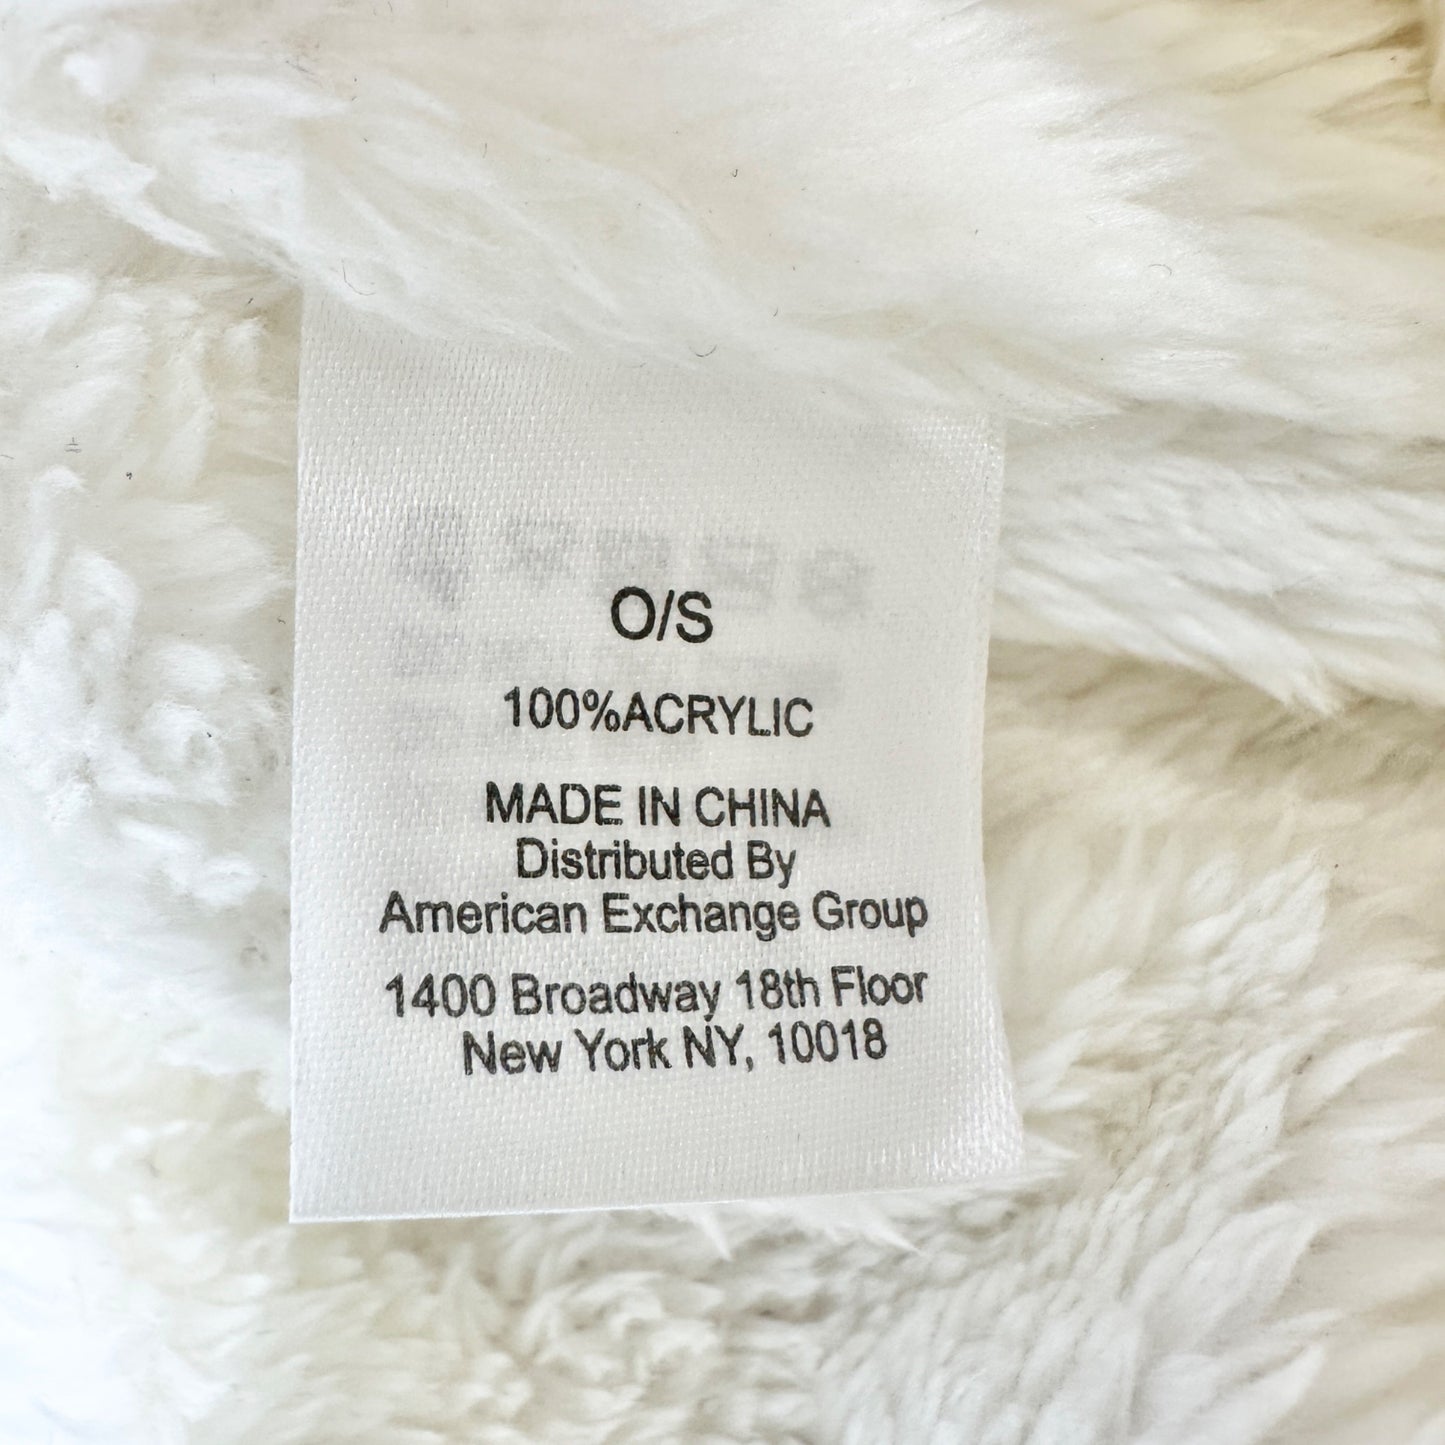 O/S
100%ACRYLIC
MADE IN CHINA
Distributed By
American Exchange Group
1400 Broadway 18th Floor
New York NY, 10018